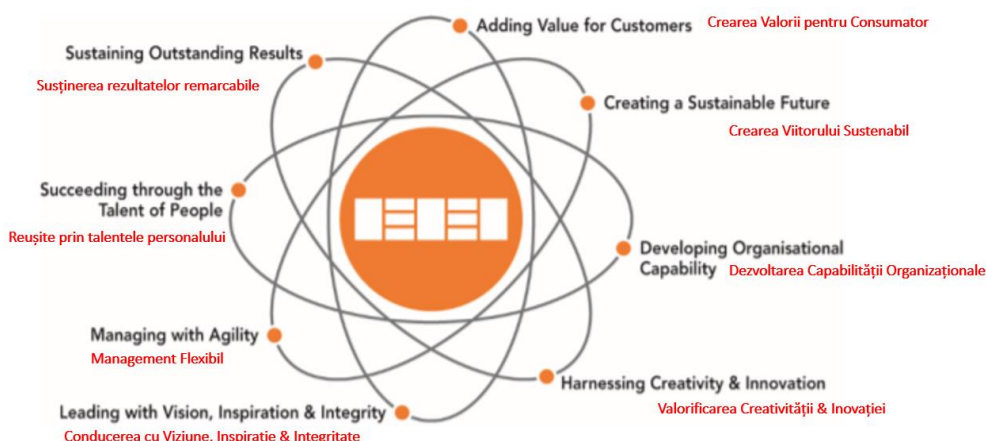 Adding Value for Customers
Crearea Valorii pentru Consumator
Sustaining Outstanding Results
Susținerea rezultatelor remarcabile
Creating a Sustainable Future
Crearea Viitorului Sustenabil
Succeeding through the
Talent of People
Reușite prin talentele personalului
Developing Organisational
Capability
Dezvoltarea Capabilității Organizaționale
Managing with Agility
Management Flexibil
Harnessing Creativity & Innovation
Valorificarea Creativității & Inovației
Leading with Vision, Inspiration & Integrity
Conducerea cu Viziune, Inspirație & Integritate